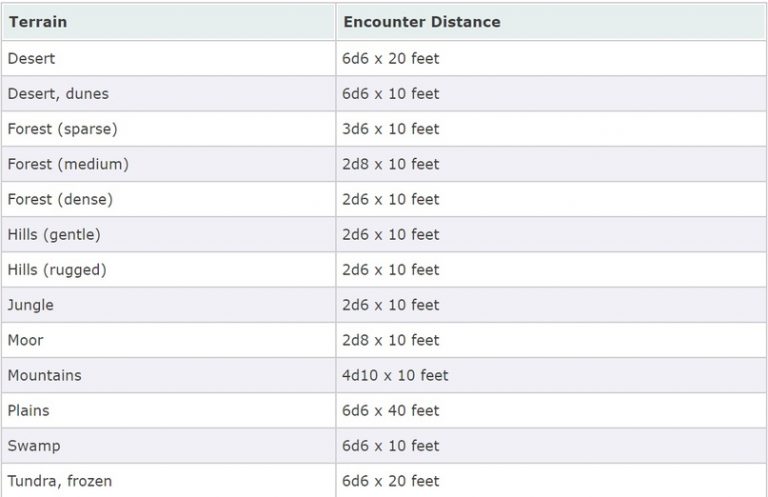 Terrain Encounter Distance
Desert 6d6 x 20 feet
Desert, dunes 6d6 x 10 feet
Forest (sparse) 3d6 x 10 feet
Forest (medium) 2d8 x 10 feet
Forest (dense) 2d6 x 10 feet
Hills (gentle) 2d6 x 10 feet
Hills (rugged) 2d6 x 10 feet
Jungle 2d6 x 10 feet
Moor 2d8 x 10 feet
Mountains 4d10 x 10 feet
Plains 6d6 x 40 feet
Swamp 6d6 x 10 feet
Tundra, frozen 6d6 x 20 feet